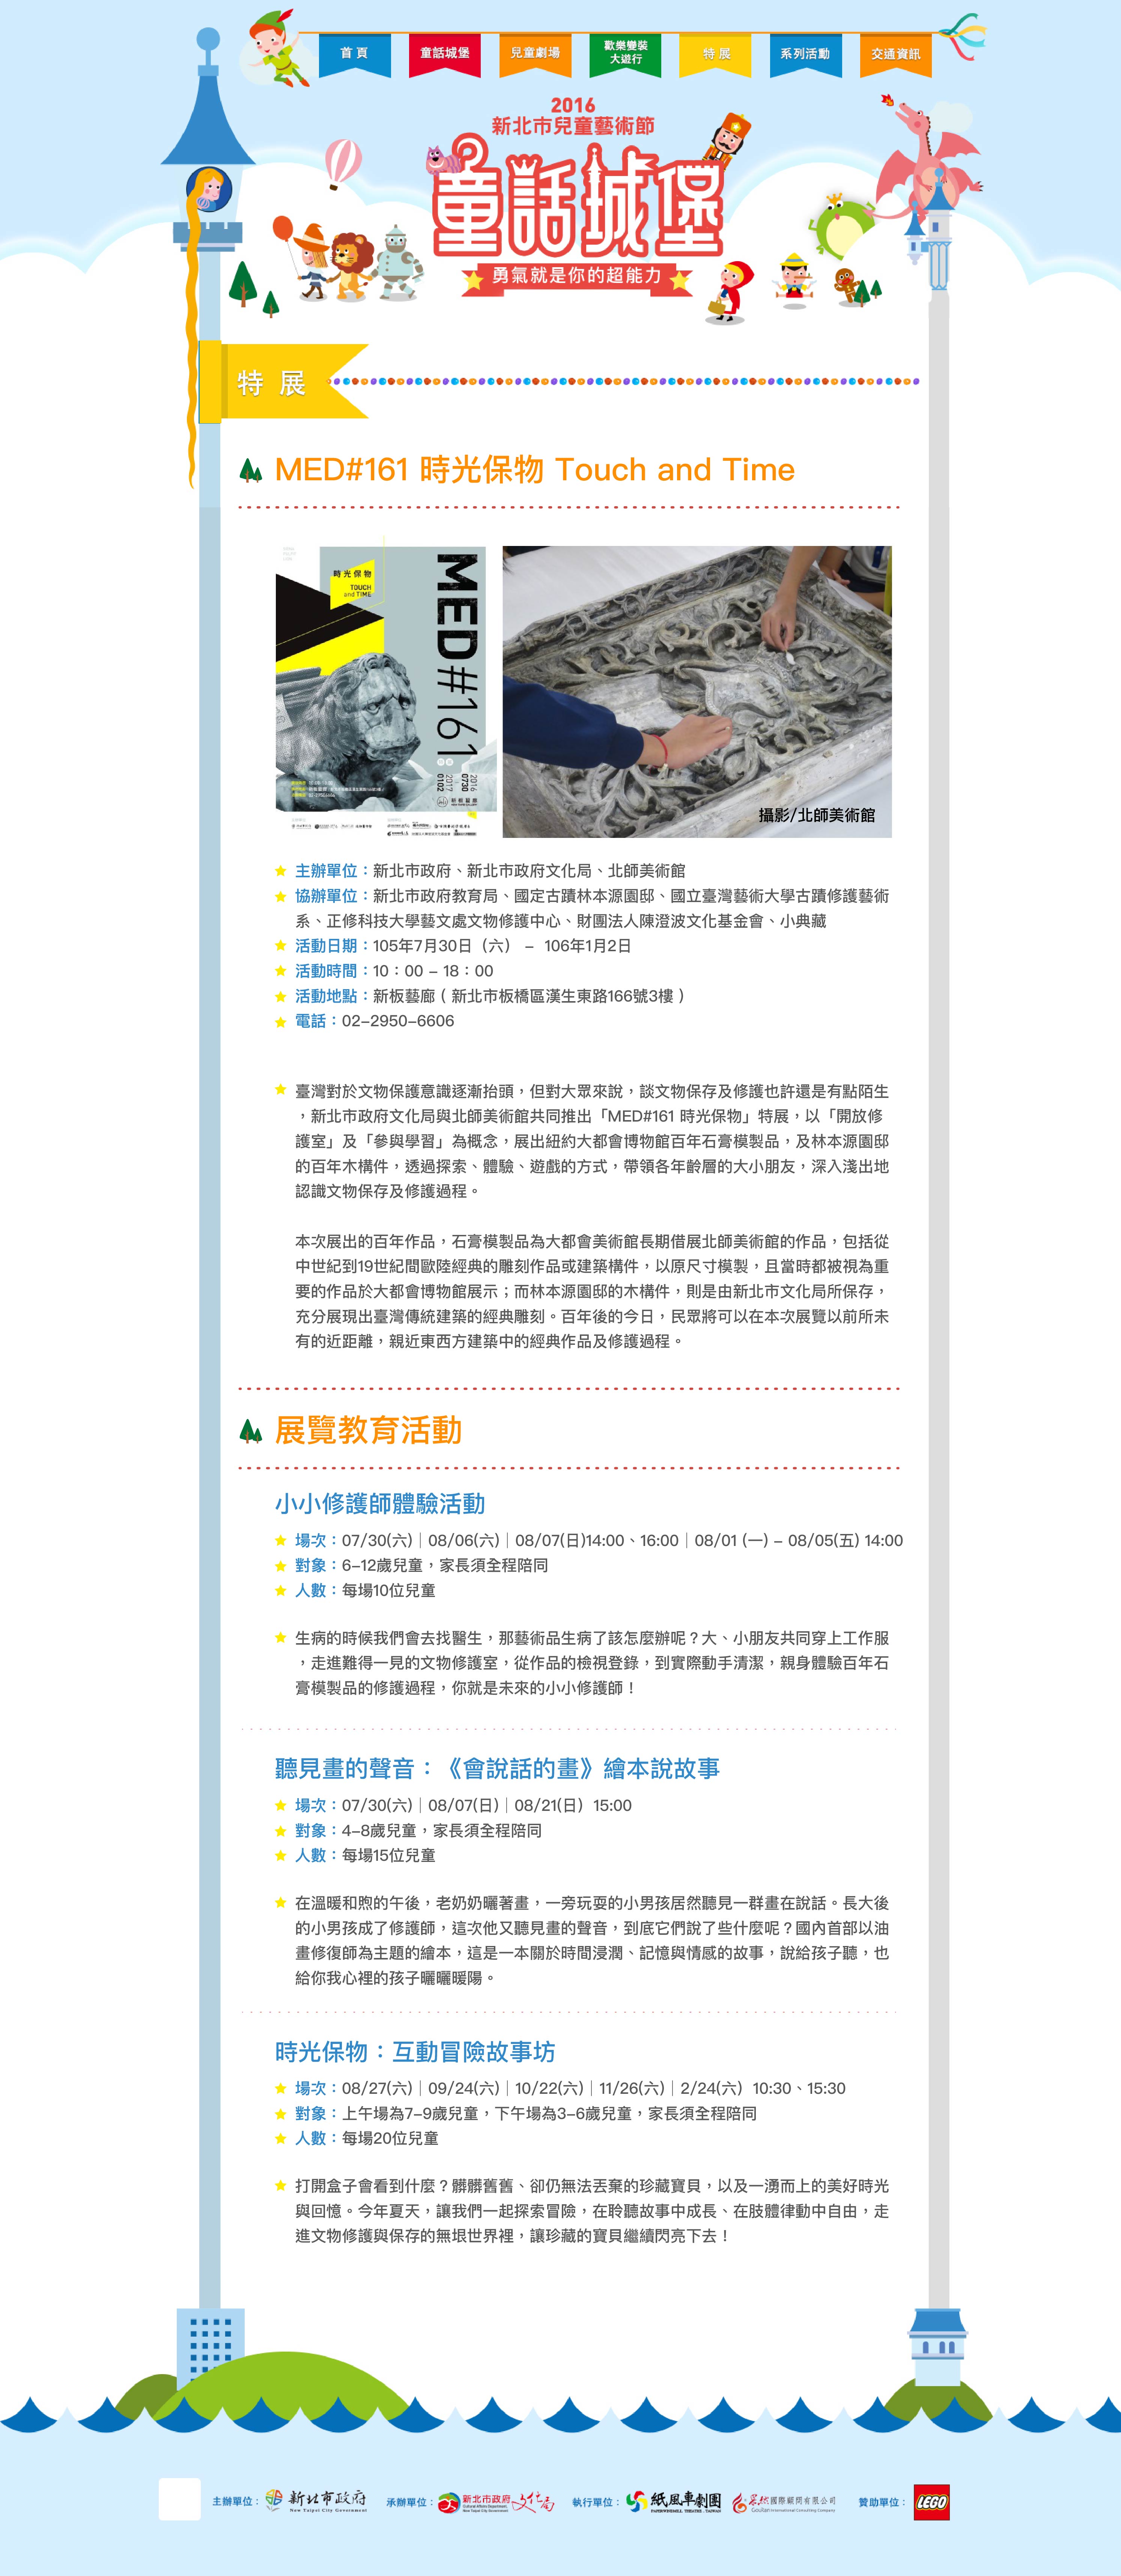 首頁
童話城堡
兒童劇場
歡樂變裝
大遊行
特展
系列活動
交通資訊
2016
新北市兒童藝術節
童話城堡
勇氣就是你的超能力
特 展
MED#161 時光保物 Touch and Time
時光保物
TOUCH
and TIME
MED#161
2016
0730
2017
0102
攝影/北師美術館
主辦單位：新北市政府、新北市政府文化局、北師美術館
協辦單位：新北市政府教育局、國定古蹟林本源園邸、國立臺灣藝術大學古蹟修護藝術
系、正修科技大學藝文處文物修護中心、財團法人陳澄波文化基金會、小典藏
活動日期：105年7月30日（六） – 106年1月2日
活動時間：10：00 – 18：00
活動地點：新板藝廊 ( 新北市板橋區漢生東路166號3樓 )
電話：02-2950-6606
臺灣對於文物保護意識逐漸抬頭，但對大眾來說，談文物保存及修護也許還是有點陌生
，新北市政府文化局與北師美術館共同推出「MED#161 時光保物」特展，以「開放修
護室」及「參與學習」為概念，展出紐約大都會博物館百年石膏模製品，及林本源園邸
的百年木構件，透過探索、體驗、遊戲的方式，帶領各年齡層的大小朋友，深入淺出地
認識文物保存及修護過程。
本次展出的百年作品，石膏模製品為大都會美術館長期借展北師美術館的作品，包括從
中世紀到19世紀間歐陸經典的雕刻作品或建築構件，以原尺寸模製，且當時都被視為重
要的作品於大都會博物館展示；而林本源園邸的木構件，則是由新北市文化局所保存，
充分展現出臺灣傳統建築的經典雕刻。百年後的今日，民眾將可以在本次展覽以前所未
有的近距離，親近東西方建築中的經典作品及修護過程。
展覽教育活動
小小修護師體驗活動
場次：07/30(六)｜08/06(六)｜08/07(日)14:00、16:00｜08/01 (一) – 08/05(五) 14:00
對象：6-12歲兒童，家長須全程陪同
人數：每場10位兒童
生病的時候我們會去找醫生，那藝術品生病了該怎麼辦呢？大、小朋友共同穿上工作服
，走進難得一見的文物修護室，從作品的檢視登錄，到實際動手清潔，親身體驗百年石
膏模製品的修護過程，你就是未來的小小修護師！
聽見畫的聲音：《會說話的畫》繪本說故事
場次：07/30(六)｜08/07(日)｜08/21(日) 15:00
對象：4-8歲兒童，家長須全程陪同
人數：每場15位兒童
在溫暖和煦的午後，老奶奶曬著畫，一旁玩耍的小男孩居然聽見一群畫在說話。長大後
的小男孩成了修護師，這次他又聽見畫的聲音，到底它們說了些什麼呢？國內首部以油
畫修復師為主題的繪本，這是一本關於時間浸潤、記憶與情感的故事，說給孩子聽，也
給你我心裡的孩子曬曬暖陽。
時光保物：互動冒險故事坊
場次：08/27(六)｜09/24(六)｜10/22(六)｜11/26(六)｜2/24(六) 10:30、15:30
對象：上午場為7-9歲兒童，下午場為3-6歲兒童，家長須全程陪同
人數：每場20位兒童
打開盒子會看到什麼？髒髒舊舊、卻仍無法丟棄的珍藏寶貝，以及一湧而上的美好時光
與回憶。今年夏天，讓我們一起探索冒險，在聆聽故事中成長、在肢體律動中自由，走
進文物修護與保存的無垠世界裡，讓珍藏的寶貝繼續閃亮下去！
主辦單位：
新北市政府
New Taipei City Government
承辦單位：
新北市政府
文化局
執行單位：
紙風車劇團
國際顧問有限公司
贊助單位：
LEGO